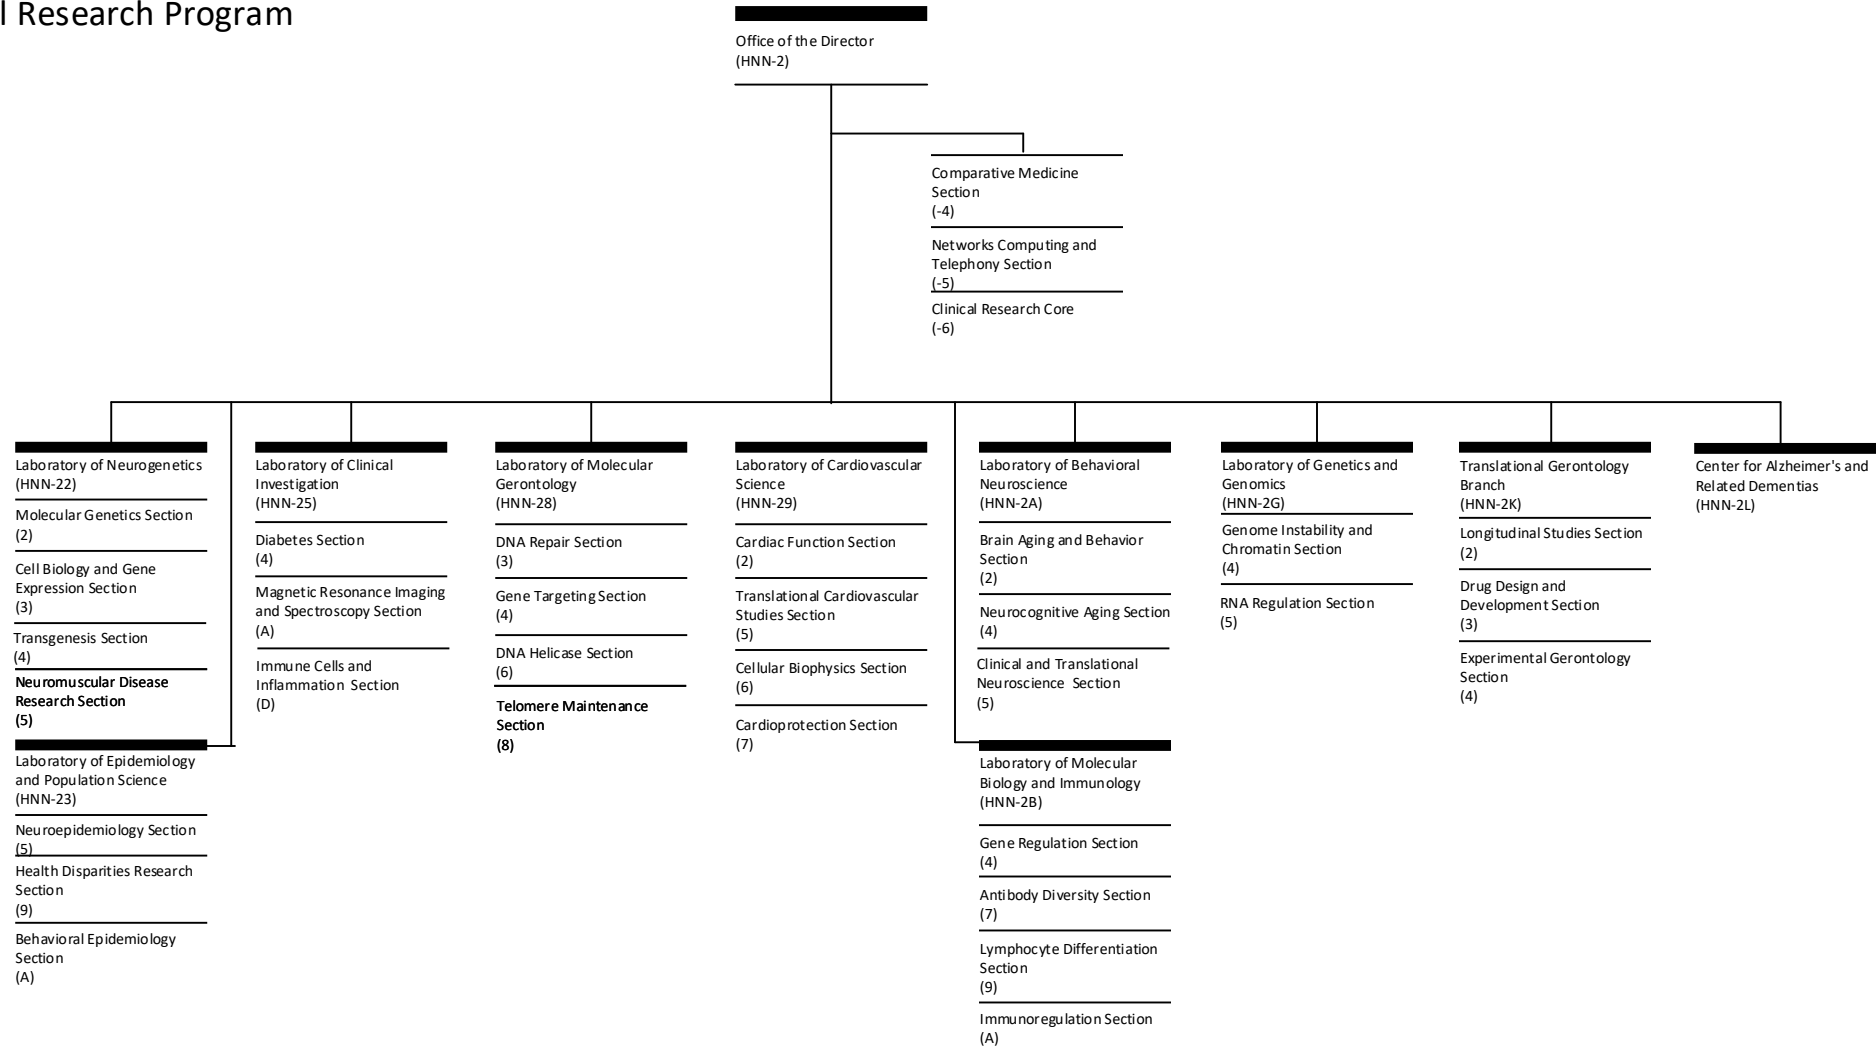 l Research Program
Office of the Director
(HNN-2)
Comparative Medicine
Section
(-4)
Networks Computing and
Telephony Section
(-5)
Clinical Research Core
(-6)
Laboratory of Neurogenetics
(HNN-22)
Molecular Genetics Section
(2)
Cell Biology and Gene
Expression Section
(3)
Transgenesis Section
(4)
Neuromuscular Disease
Research Section
(5)
Laboratory of Epidemiology
and Population Science
(HNN-23)
Neuroepidemiology Section
(5)
Health Disparities Research
Section
(9)
Behavioral Epidemiology
Section
(A)
Laboratory of Clinical
Investigation
(HNN-25)
Diabetes Section
(4)
Magnetic Resonance Imaging
and Spectroscopy Section
(A)
Immune Cells and
Inflammation Section
(D)
Laboratory of Molecular
Gerontology
(HNN-28)
DNA Repair Section
(3)
Gene Targeting Section
(4)
DNA Helicase Section
(6)
Telomere Maintenance
Section
(8)
Laboratory of Cardiovascular
Science
(HNN-29)
Cardiac Function Section
(2)
Translational Cardiovascular
Studies Section
(5)
Cellular Biophysics Section
(6)
Cardioprotection Section
(7)
Laboratory of Behavioral
Neuroscience
(HNN-2A)
Brain Aging and Behavior
Section
(2)
Neurocognitive Aging Section
(4)
Clinical and Translational
Neuroscience Section
(5)
Laboratory of Molecular
Biology and Immunology
(HNN-2B)
Gene Regulation Section
(4)
Antibody Diversity Section
(7)
Lymphocyte Differentiation
Section
(9)
Immunoregulation Section
(A)
Laboratory of Genetics and
Genomics
(HNN-2G)
Genome Instability and
Chromatin Section
(4)
RNA Regulation Section
(5)
Translational Gerontology
Branch
(HNN-2K)
Longitudinal Studies Section
(2)
Drug Design and
Development Section
(3)
Experimental Gerontology
Section
(4)
Center for Alzheimer's and
Related Dementias
(HNN-2L)